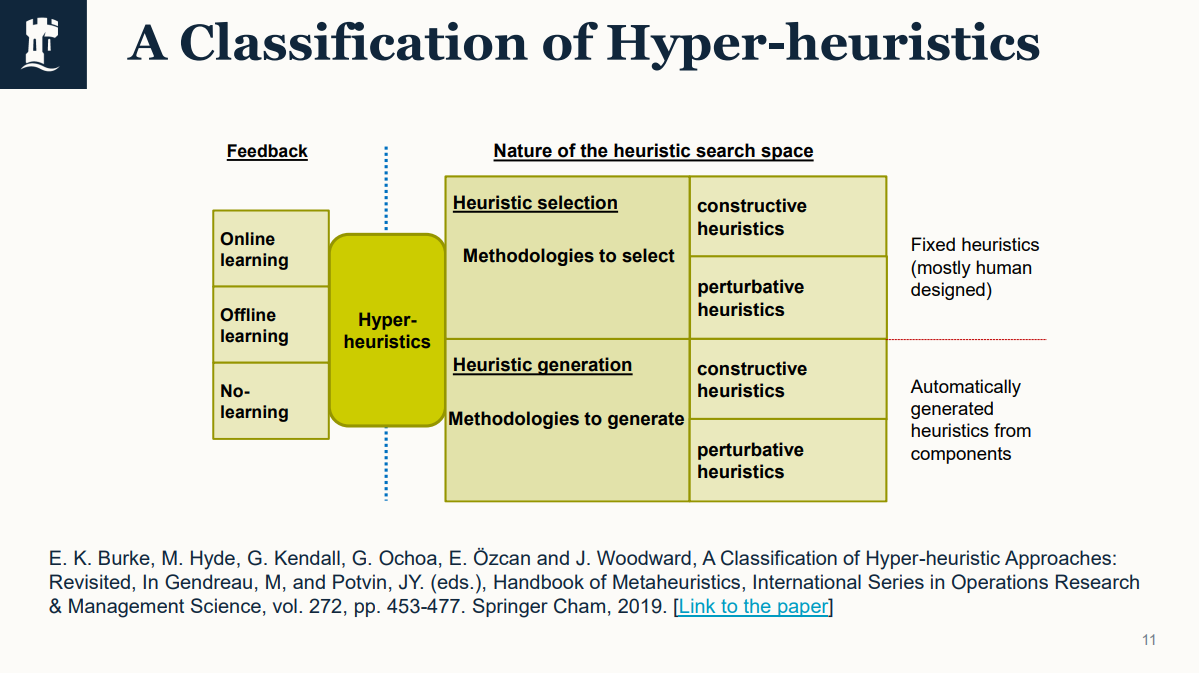 A Classification of Hyper-heuristics
Feedback
Nature of the heuristic search space
Online
learning
Offline
learning
No-
learning
Hyper-
heuristics
Heuristic selection
Methodologies to select
constructive
heuristics
perturbative
heuristics
Fixed heuristics
(mostly human
designed)
Heuristic generation
Methodologies to generate
constructive
heuristics
perturbative
heuristics
Automatically
generated
heuristics from
components
E. K. Burke, M. Hyde, G. Kendall, G. Ochoa, E. Özcan and J. Woodward, A Classification of Hyper-heuristic Approaches:
Revisited, In Gendreau, M, and Potvin, JY. (eds.), Handbook of Metaheuristics, International Series in Operations Research
& Management Science, vol. 272, pp. 453-477. Springer Cham, 2019. [Link to the paper]
11